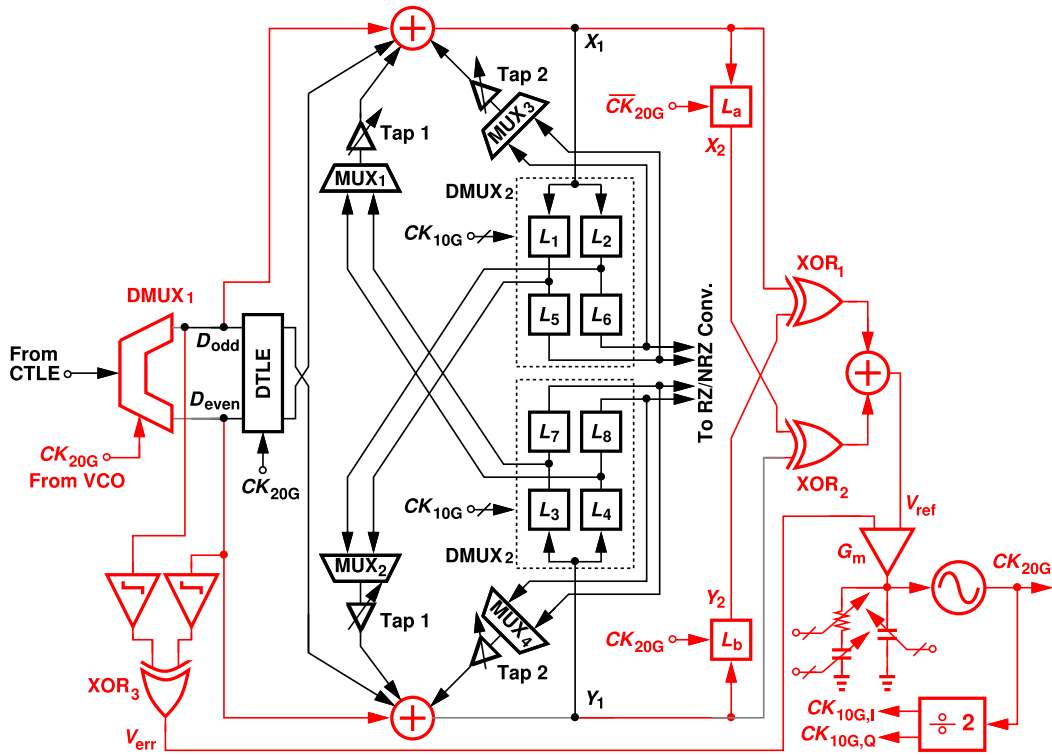 X1
Tap 2
MUX3
Tap 1
MUX1
CK20G
La
X2
DMUX2
CK10G
L1
L2
L5
L6
XOR1
DMUX1
From
CTLE
Dodd
Deven
DTLE
CK20G
From VCO
CK20G
To RZ/NRZ Conv.
L7
L8
CK10G
L3
L4
DMUX2
XOR2
Vref
Gm
CK20G
MUX2
Tap 1
MUX4
Tap 2
Y2
CK20G
Lb
XOR3
Verr
Y1
CK10G,I
CK10G,Q
÷ 2